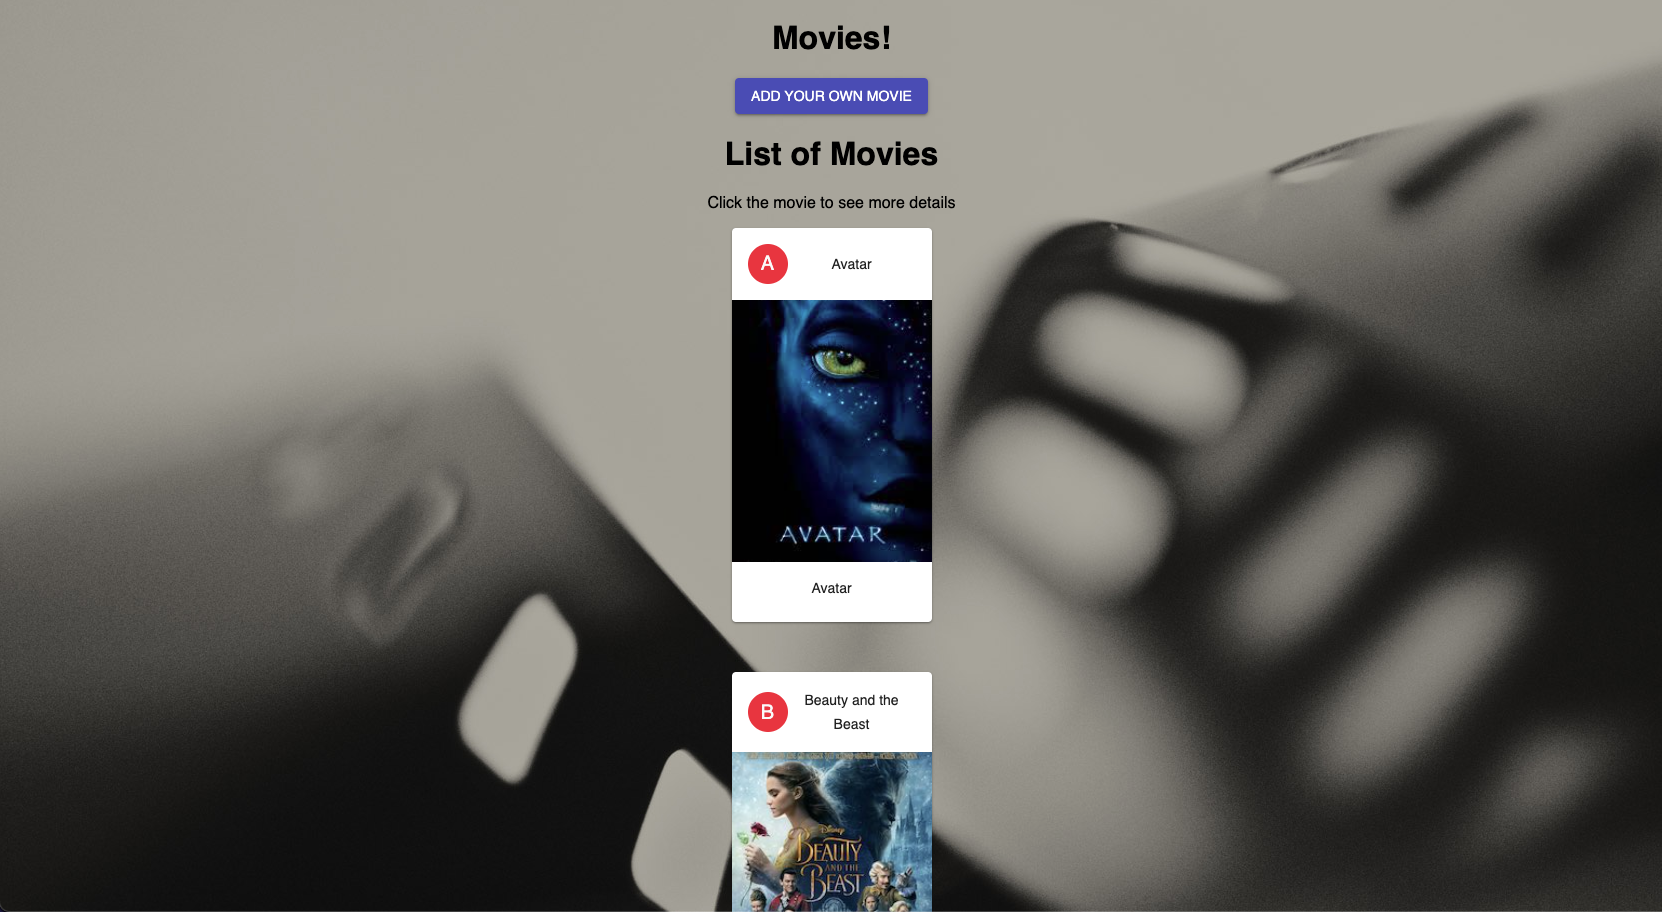 Movies!
ADD YOUR OWN MOVIE
List of Movies
Click the movie to see more details
A
Avatar
AVATAR
Avatar
B
Beauty and the
Beast
Disney
BEAUTY
AND THE
BEAST